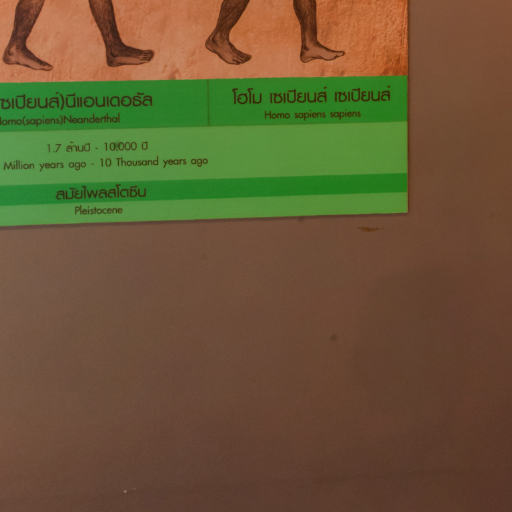 ซเปียนส์)นีแอนเดอธัล
omo(sapiens)Neanderthal
โฮโม เซเปียนส์ เซเปียนส์
Homo sapiens sapiens
1.7 ล้านปี - 10,000 ปี
Million years ago - 10 Thousand years ago
สมัยไพลสโตซีน
Pleistocene